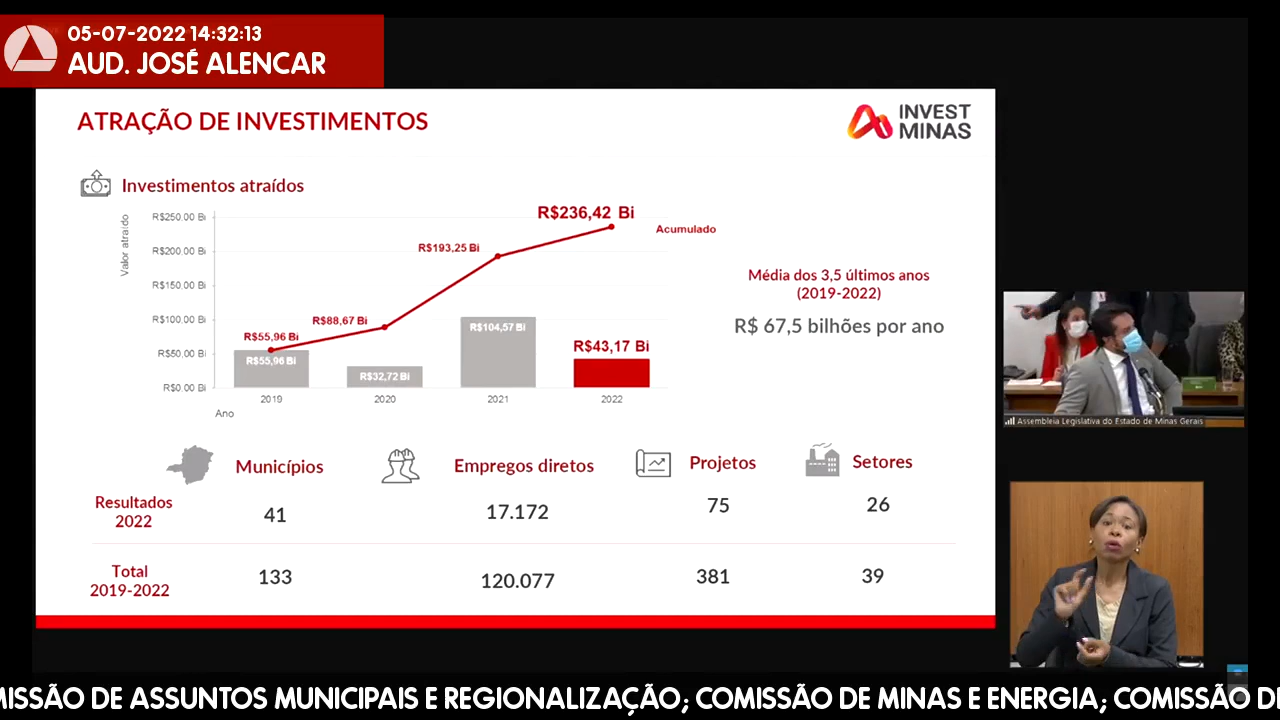 05-07-2022 14:32:13
AUD. JOSÉ ALENCAR
ATRAÇÃO DE INVESTIMENTOS
INVEST
MINAS
Investimentos atraídos
Valor atraído
R$250.00 Bi
R$200.00 Bi
R$150.00 Bi
R$100.00 Bi
R$50.00 Bi
R$0.00 Bi
R$236,42 Bi
Acumulado
R$193,25 Bi
R$88,67 Bi
R$55,96 Bi
R$55,96 Bi
R$32,72 Bi
R$104,57 Bi
R$43,17 Bi
2019
2020
2021
2022
Ano
Média dos 3,5 últimos anos
(2019-2022)
R$ 67,5 bilhões por ano
Municípios
Empregos diretos
Projetos
Setores
Resultados
2022
41
17.172
75
26
Total
2019-2022
133
120.077
381
39
Assembleia Legislativa do Estado de Minas Gerais
MISSÃO DE ASSUNTOS MUNICIPAIS E REGIONALIZAÇÃO; COMISSÃO DE MINAS E ENERGIA; COMISSÃO DE